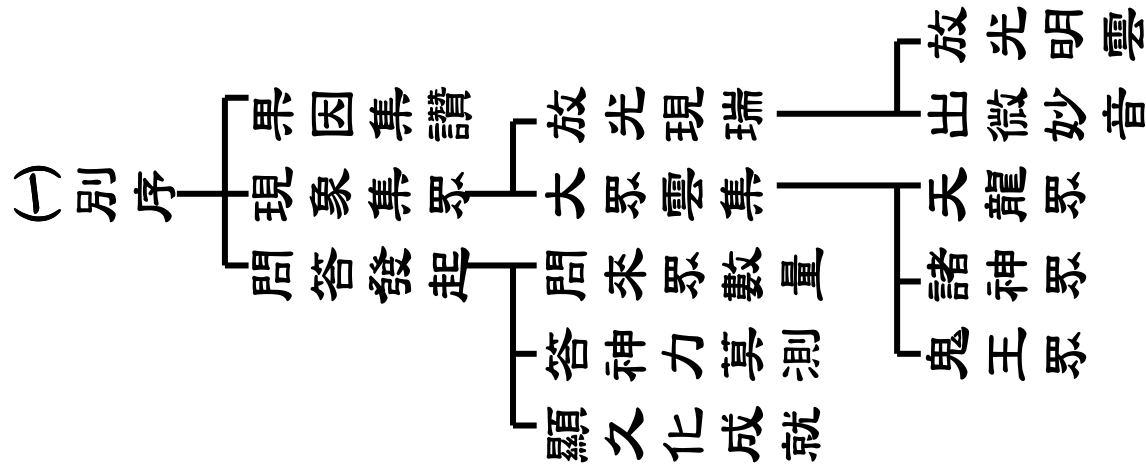 (一)別序
果因集讚
現象集眾
問答發起
放光現瑞
大眾雲集
問來眾數量
答神力莫測
顯久化成就
放光明雲
出微妙音
天龍眾
諸神眾
鬼王眾